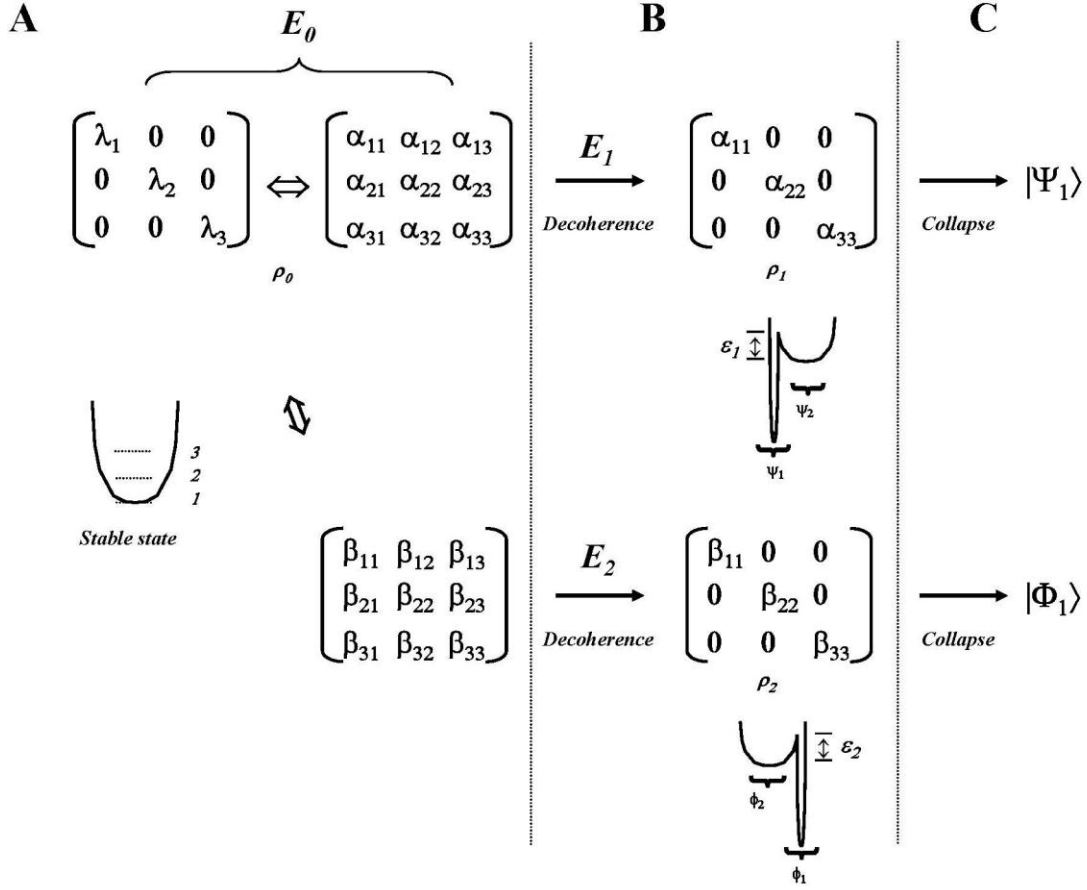 A B C
E₀
λ₁ 0 0
0 λ₂ 0
0 0 λ₃
⇔
α₁₁ α₁₂ α₁₃
α₂₁ α₂₂ α₂₃
α₃₁ α₃₂ α₃₃
ρ₀
E₁
Decoherence
α₁₁ 0 0
0 α₂₂ 0
0 0 α₃₃
ρ₁
Collapse
|Ψ₁⟩
ε₁
ψ₂
ψ₁
3
2
1
Stable state
β₁₁ β₁₂ β₁₃
β₂₁ β₂₂ β₂₃
β₃₁ β₃₂ β₃₃
E₂
Decoherence
β₁₁ 0 0
0 β₂₂ 0
0 0 β₃₃
ρ₂
Collapse
|Φ₁⟩
ε₂
ϕ₂
ϕ₁